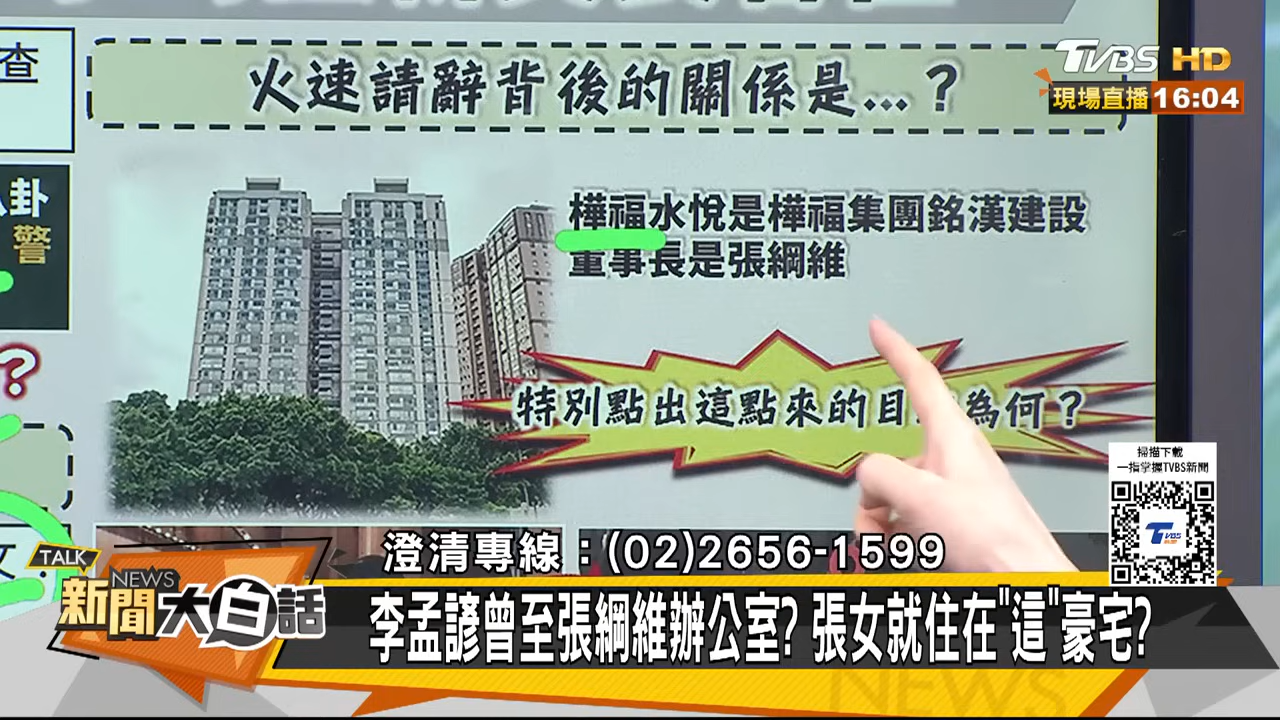 查
火速請辭背後的關係是...？
TVBS HD
現場直播 16:04
八卦
警
樺福水悅是樺福集團銘漢建設
董事長是張綱維
？
特別點出這點來的目 為何？
掃描下載
一指掌握TVBS新聞
TVBS
新聞
澄清專線：(02)2656-1599
TALK
NEWS
新聞大白話
李孟諺曾至張綱維辦公室? 張女就住在"這"豪宅?
NEWS